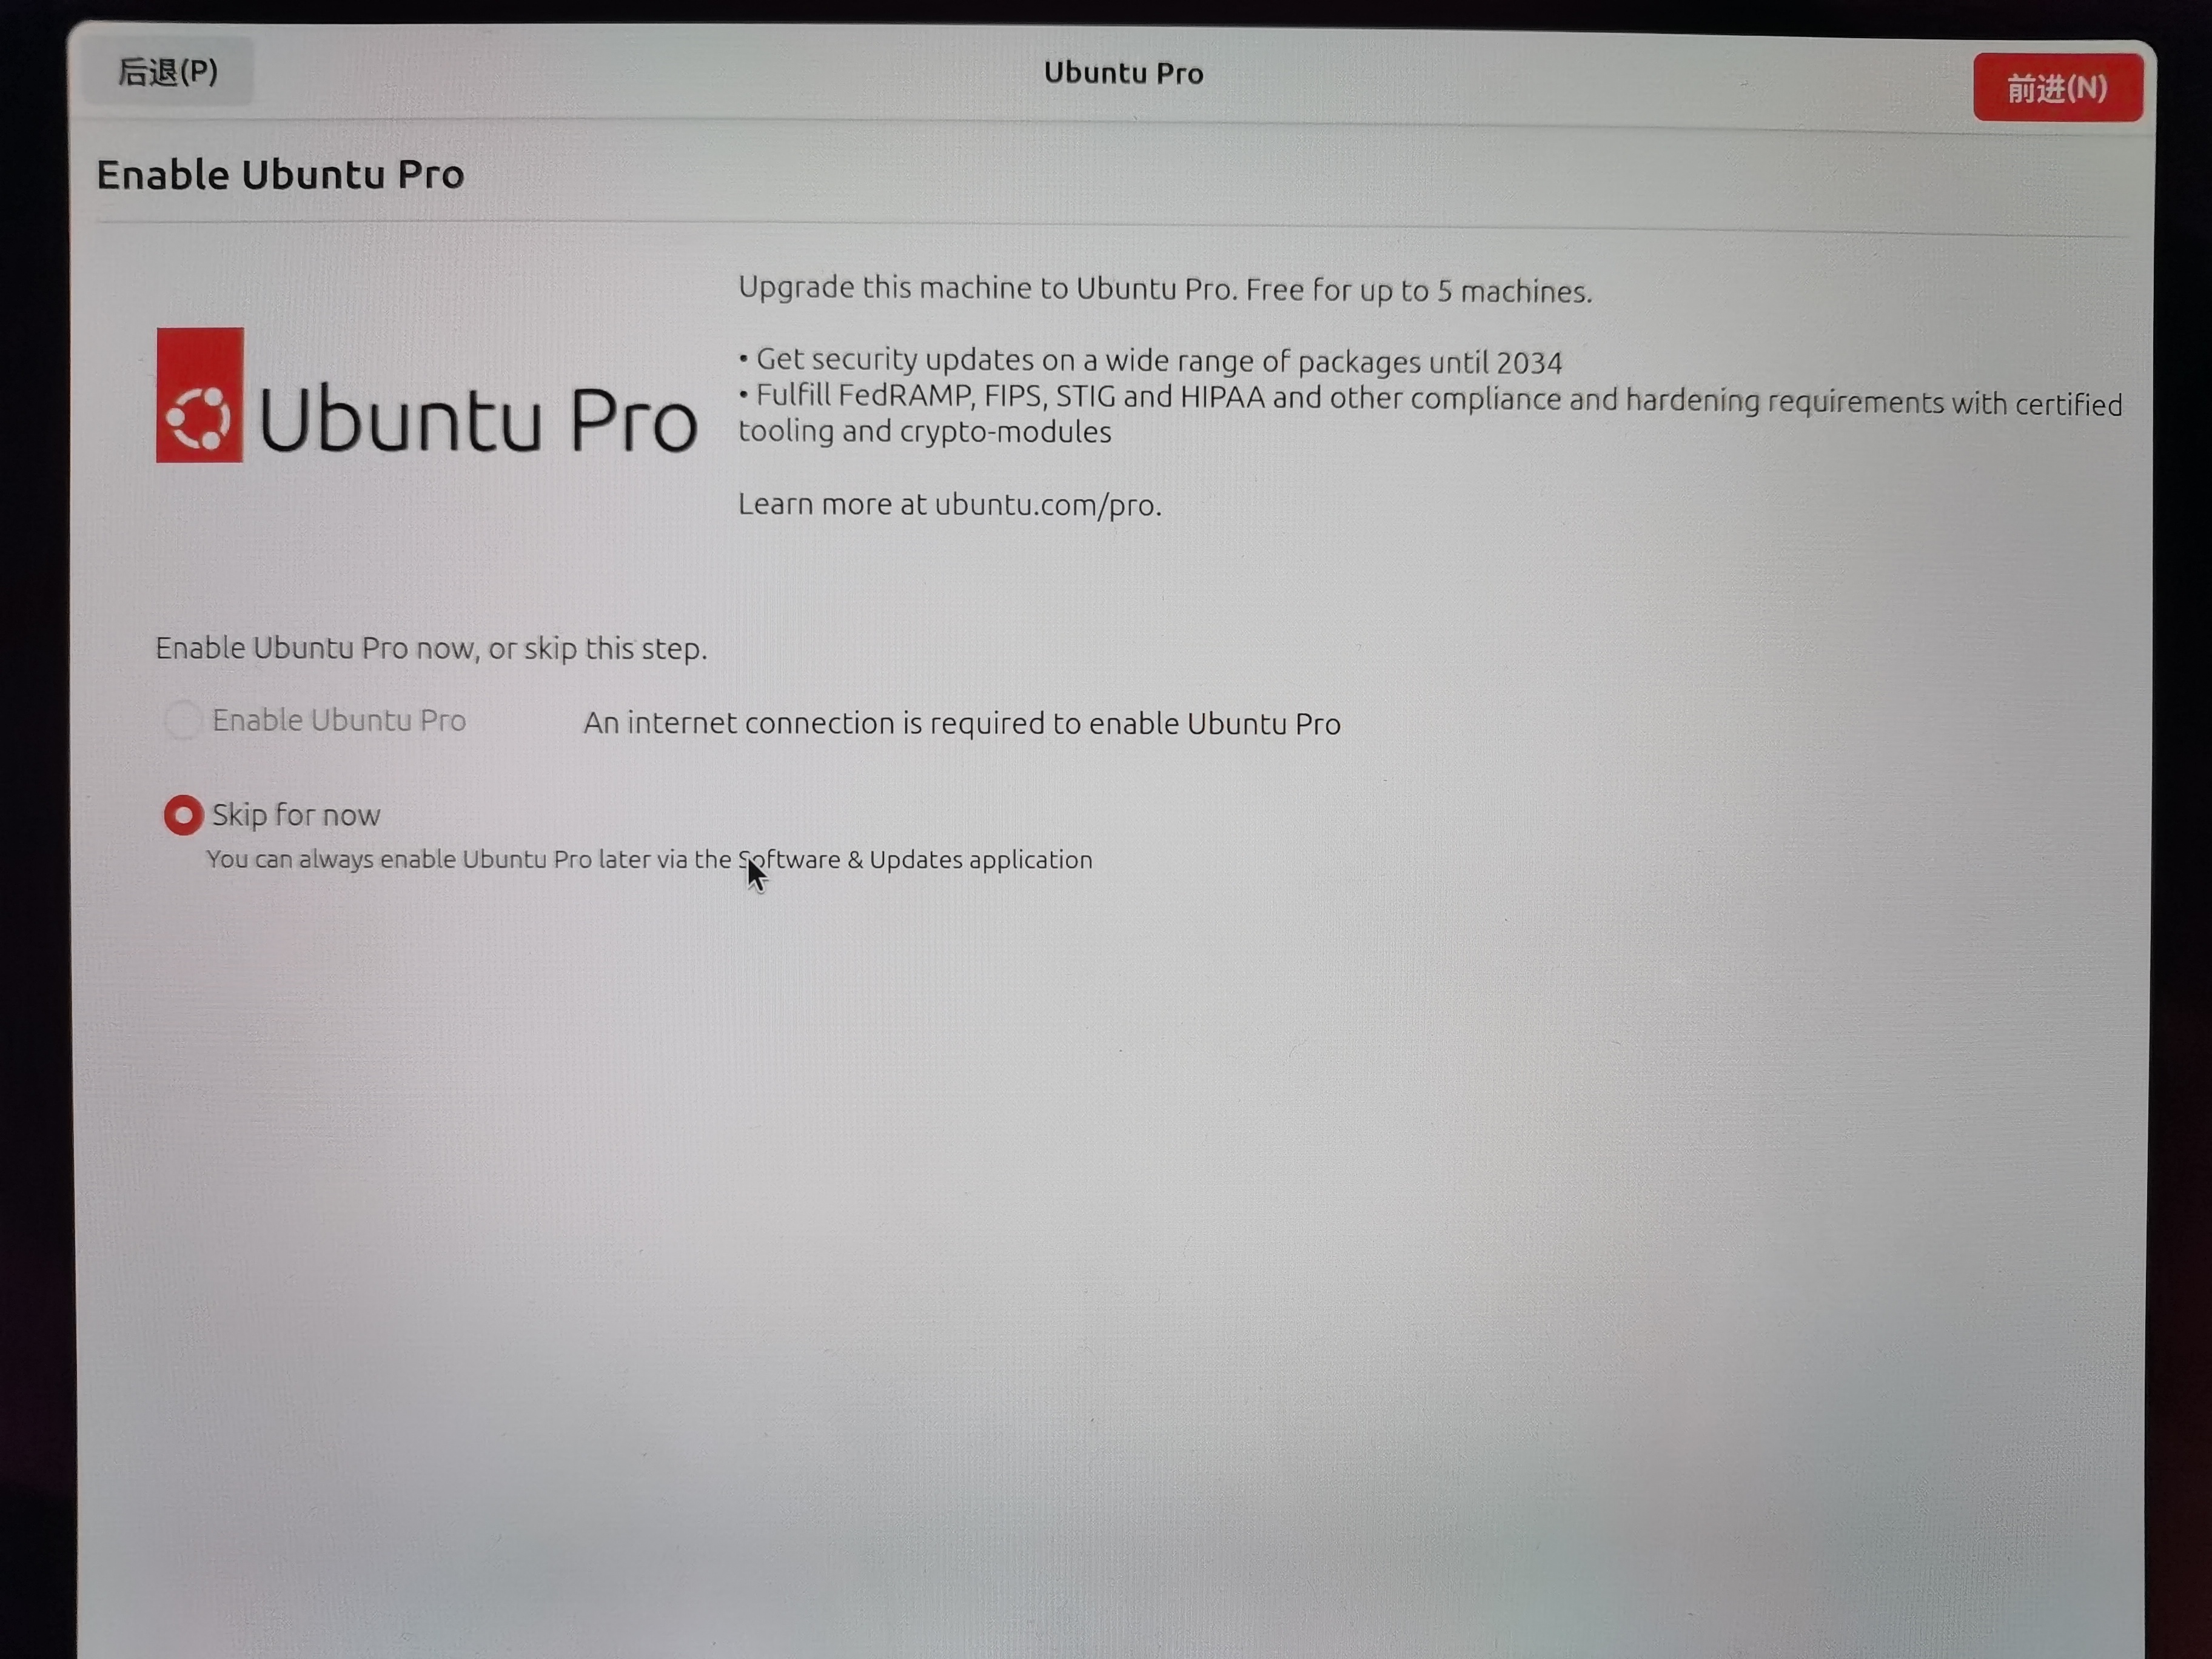 后退(P)
Ubuntu Pro
前进(N)
Enable Ubuntu Pro
Ubuntu Pro
Upgrade this machine to Ubuntu Pro. Free for up to 5 machines.
• Get security updates on a wide range of packages until 2034
• Fulfill FedRAMP, FIPS, STIG and HIPAA and other compliance and hardening requirements with certified
tooling and crypto-modules
Learn more at ubuntu.com/pro.
Enable Ubuntu Pro now, or skip this step.
Enable Ubuntu Pro
An internet connection is required to enable Ubuntu Pro
Skip for now
You can always enable Ubuntu Pro later via the Software & Updates application